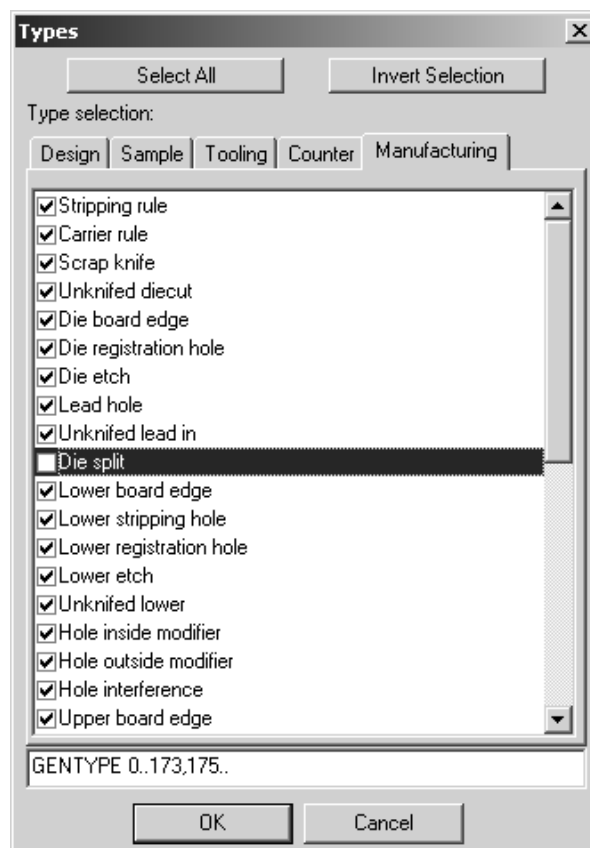 Types
Select All
Invert Selection
Type selection:
Design Sample Tooling Counter Manufacturing
Stripping rule
Carrier rule
Scrap knife
Unknifed diecut
Die board edge
Die registration hole
Die etch
Lead hole
Unknifed lead in
Die split
Lower board edge
Lower stripping hole
Lower registration hole
Lower etch
Unknifed lower
Hole inside modifier
Hole outside modifier
Hole interference
Upper board edge
GENTYPE 0..173,175..
OK
Cancel